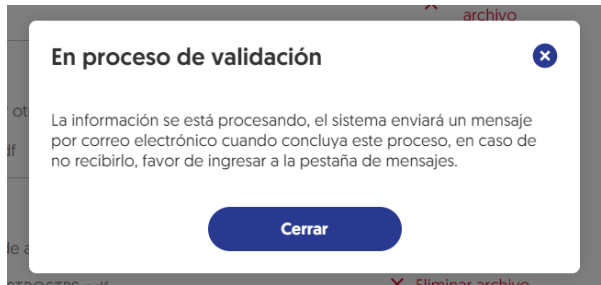 archivo
En proceso de validación
La información se está procesando, el sistema enviará un mensaje
por correo electrónico cuando concluya este proceso, en caso de
no recibirlo, favor de ingresar a la pestaña de mensajes.
Cerrar
Eliminar archivo